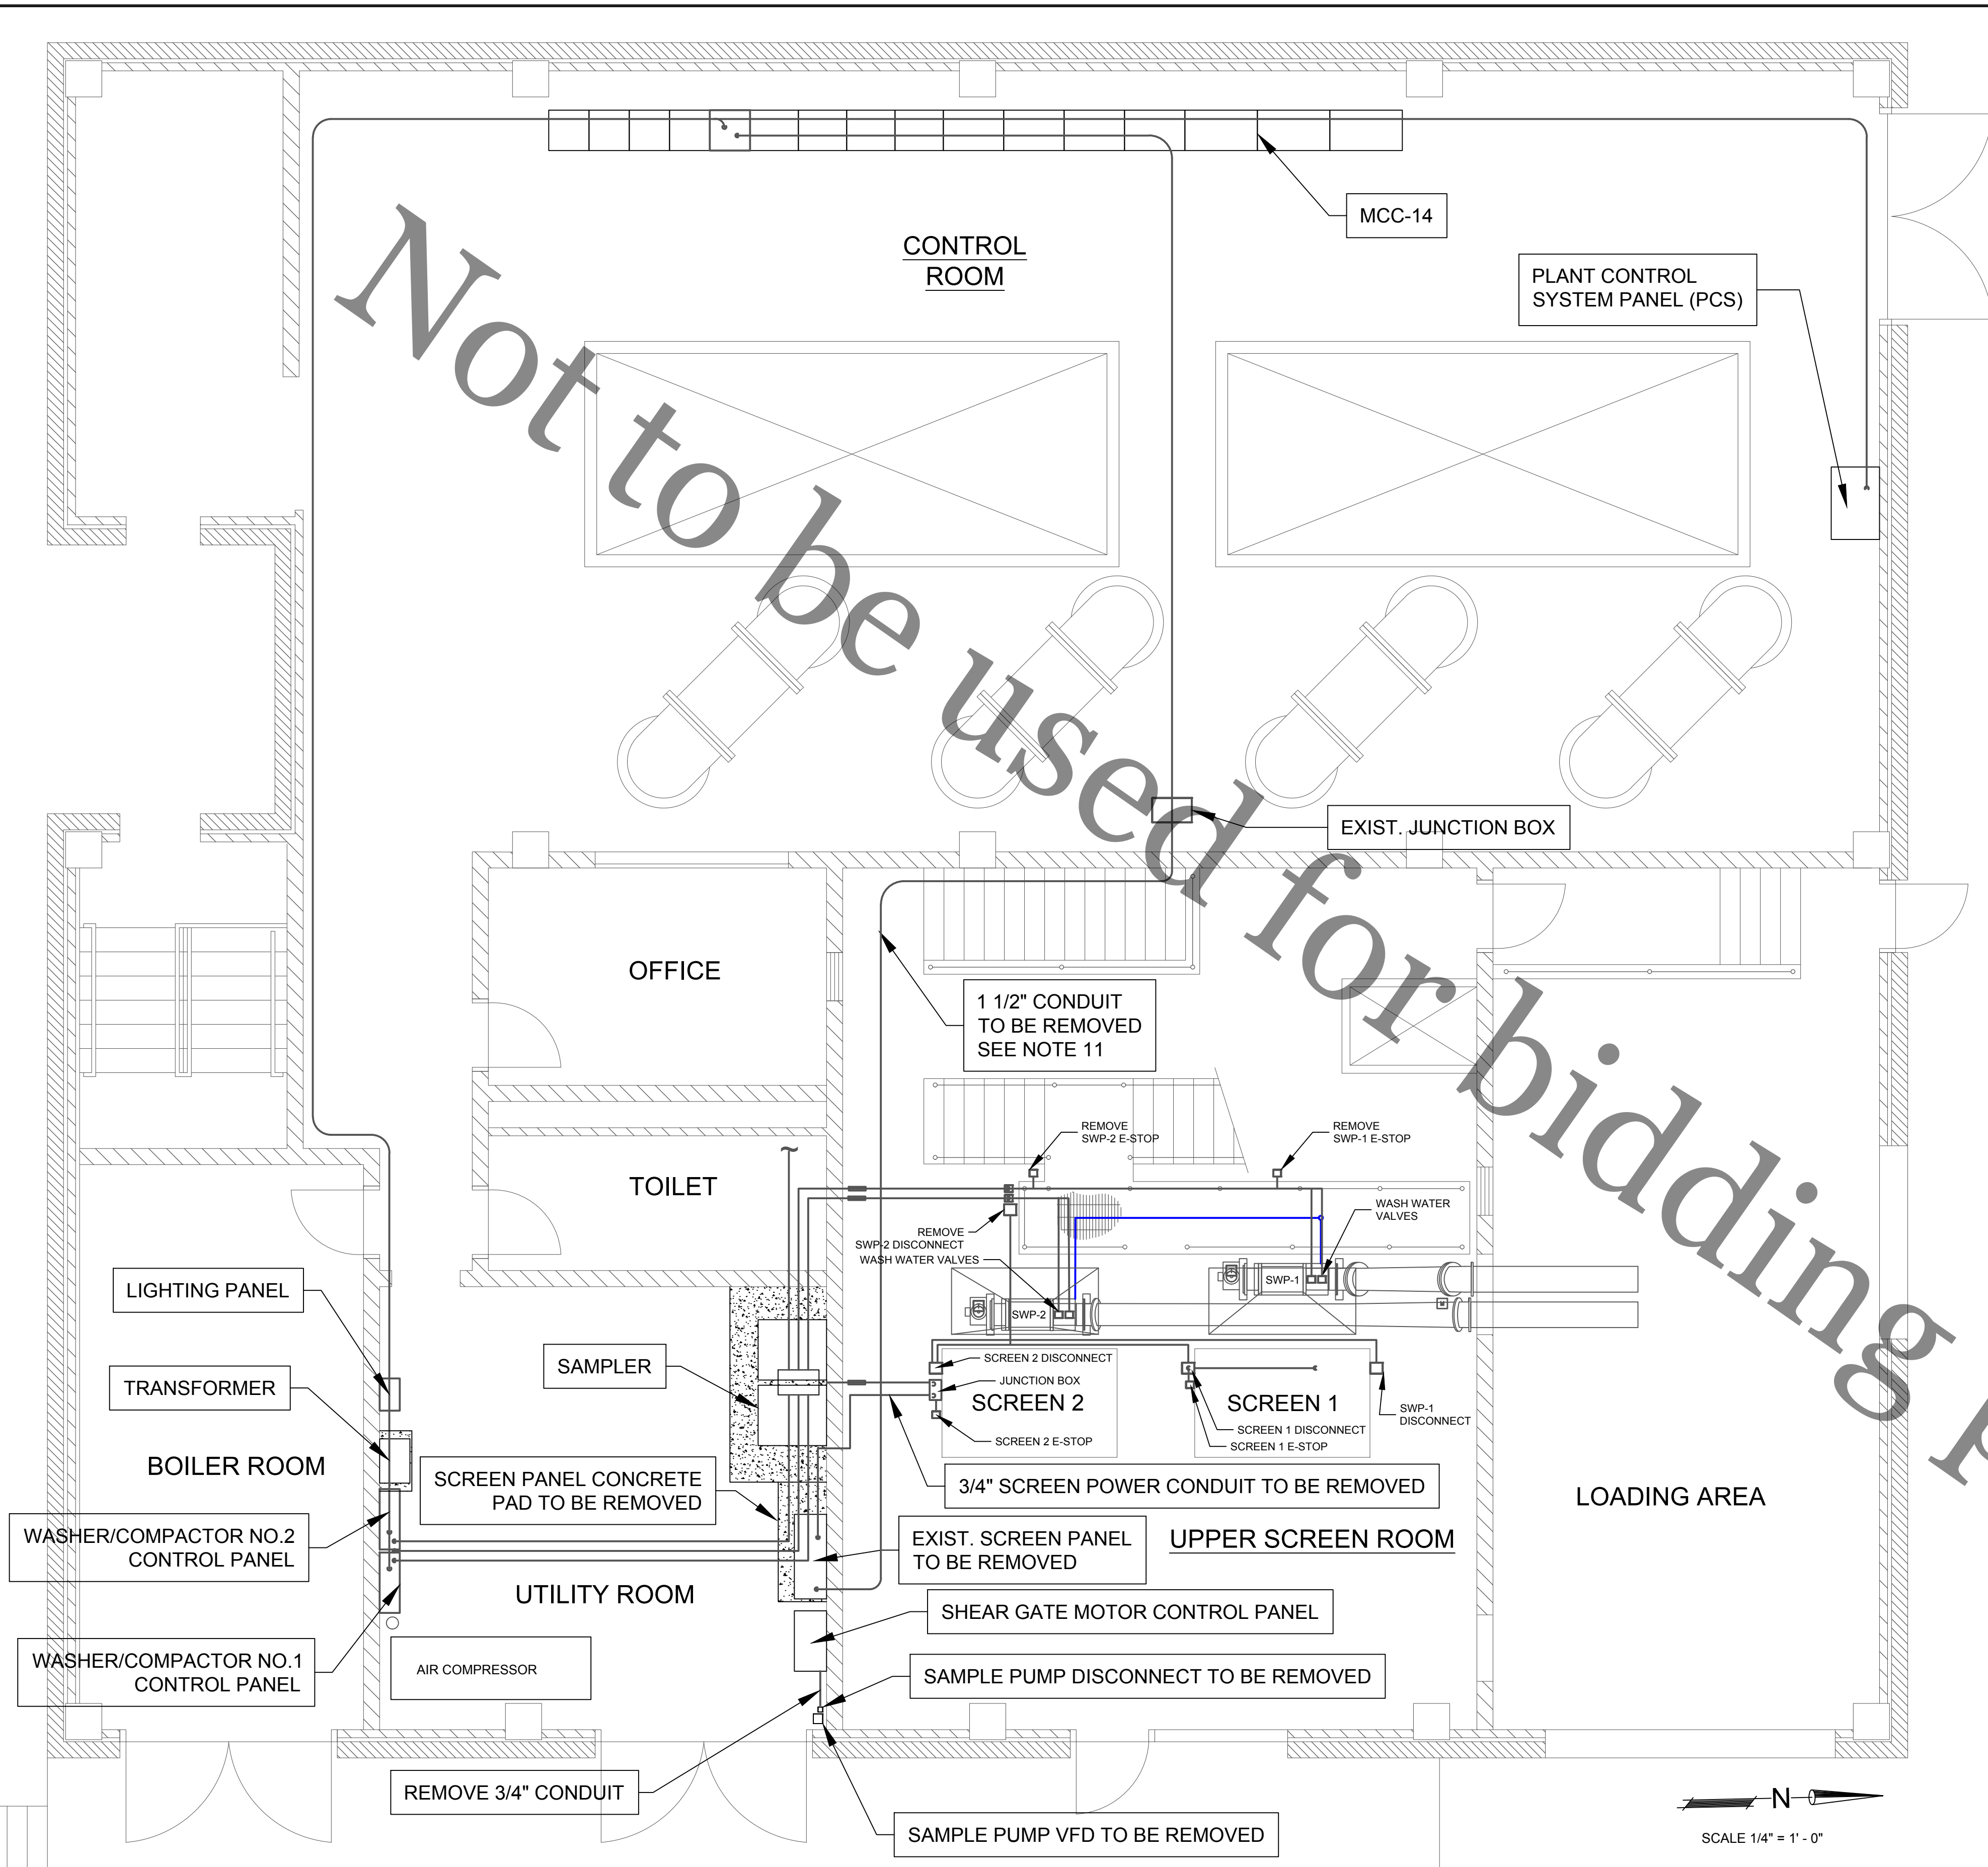 MCC-14
CONTROL
ROOM
PLANT CONTROL
SYSTEM PANEL (PCS)
Not to be used for bidding
EXIST. JUNCTION BOX
OFFICE
1 1/2" CONDUIT
TO BE REMOVED
SEE NOTE 11
REMOVE
SWP-2 E-STOP
REMOVE
SWP-1 E-STOP
TOILET
WASH WATER
VALVES
REMOVE
SWP-2 DISCONNECT
WASH WATER VALVES
SWP-1
SWP-2
LIGHTING PANEL
SAMPLER
TRANSFORMER
SCREEN 2 DISCONNECT
JUNCTION BOX
SCREEN 2
SCREEN 1
SWP-1
DISCONNECT
SCREEN 1 DISCONNECT
SCREEN 2 E-STOP
SCREEN 1 E-STOP
BOILER ROOM
SCREEN PANEL CONCRETE
PAD TO BE REMOVED
3/4" SCREEN POWER CONDUIT TO BE REMOVED
LOADING AREA
WASHER/COMPACTOR NO.2
CONTROL PANEL
EXIST. SCREEN PANEL
TO BE REMOVED
UPPER SCREEN ROOM
UTILITY ROOM
SHEAR GATE MOTOR CONTROL PANEL
WASHER/COMPACTOR NO.1
CONTROL PANEL
AIR COMPRESSOR
SAMPLE PUMP DISCONNECT TO BE REMOVED
REMOVE 3/4" CONDUIT
SAMPLE PUMP VFD TO BE REMOVED
N
SCALE 1/4" = 1' - 0"